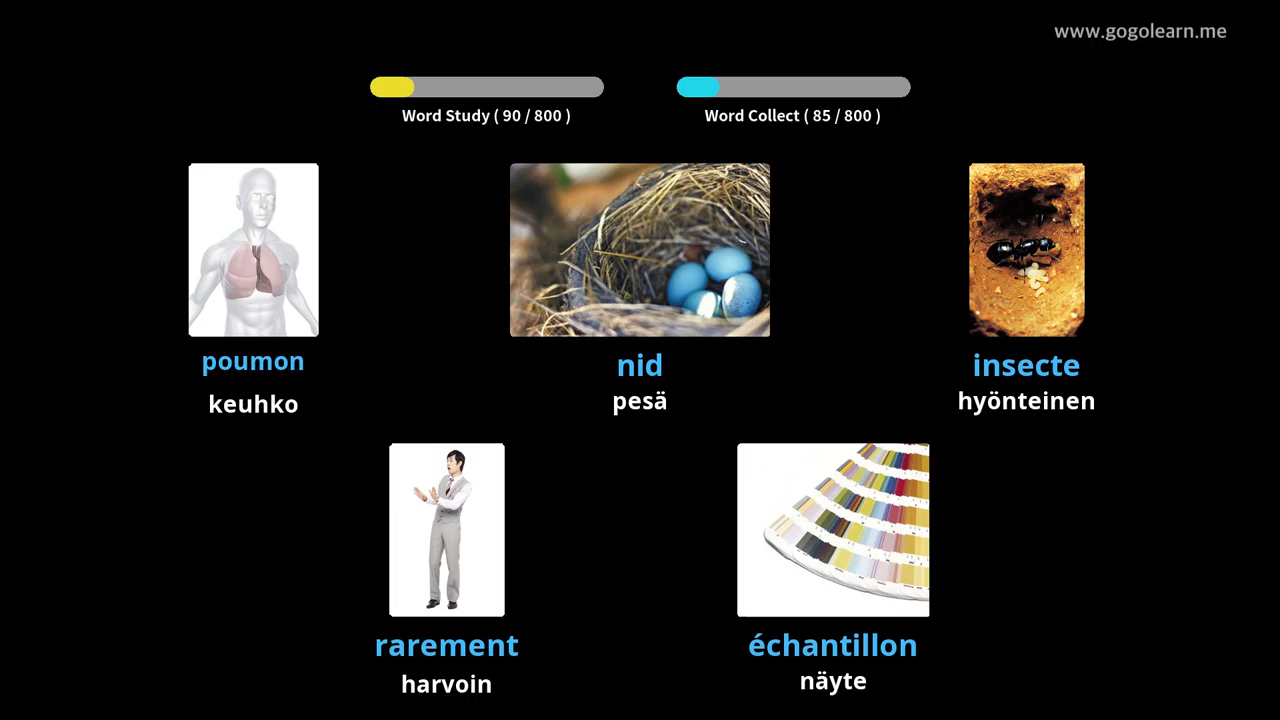 www.gogolearn.me
Word Study ( 90 / 800 )
Word Collect ( 85 / 800 )
poumon
keuhko
nid
pesä
insecte
hyönteinen
rarement
harvoin
échantillon
näyte